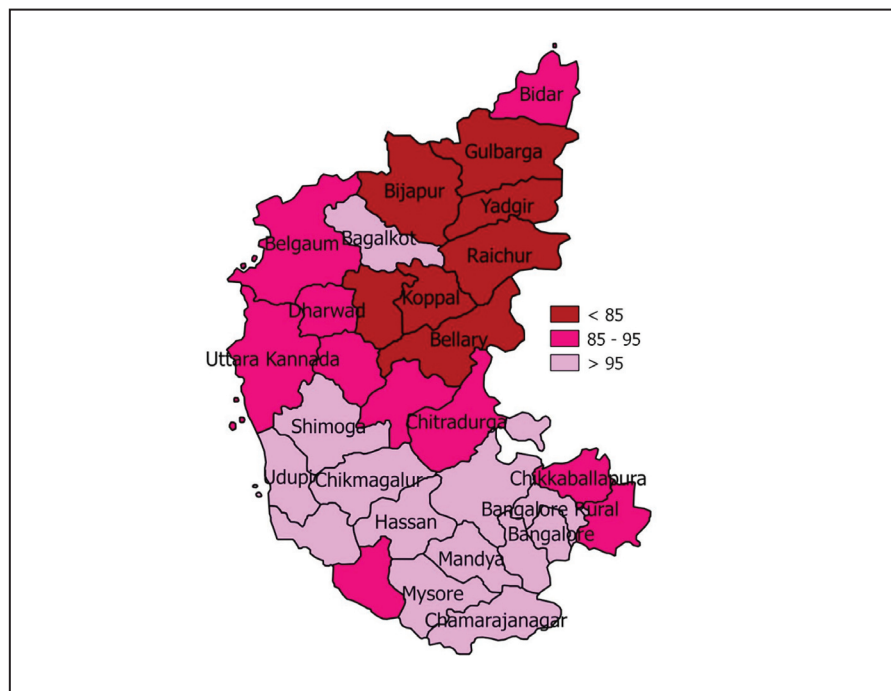 Bidar
Gulbarga
Bijapur
Yadgir
Bagalkot
Belgaum
Raichur
Koppal
Dharwad
< 85
Bellary
85 - 95
Uttara Kannada
> 95
Chitradurga
Shimoga
Udupi
Chikmagalur
Chikkaballapura
Bangalore Rural
Hassan
Bangalore
Mandya
Mysore
Chamarajanagar